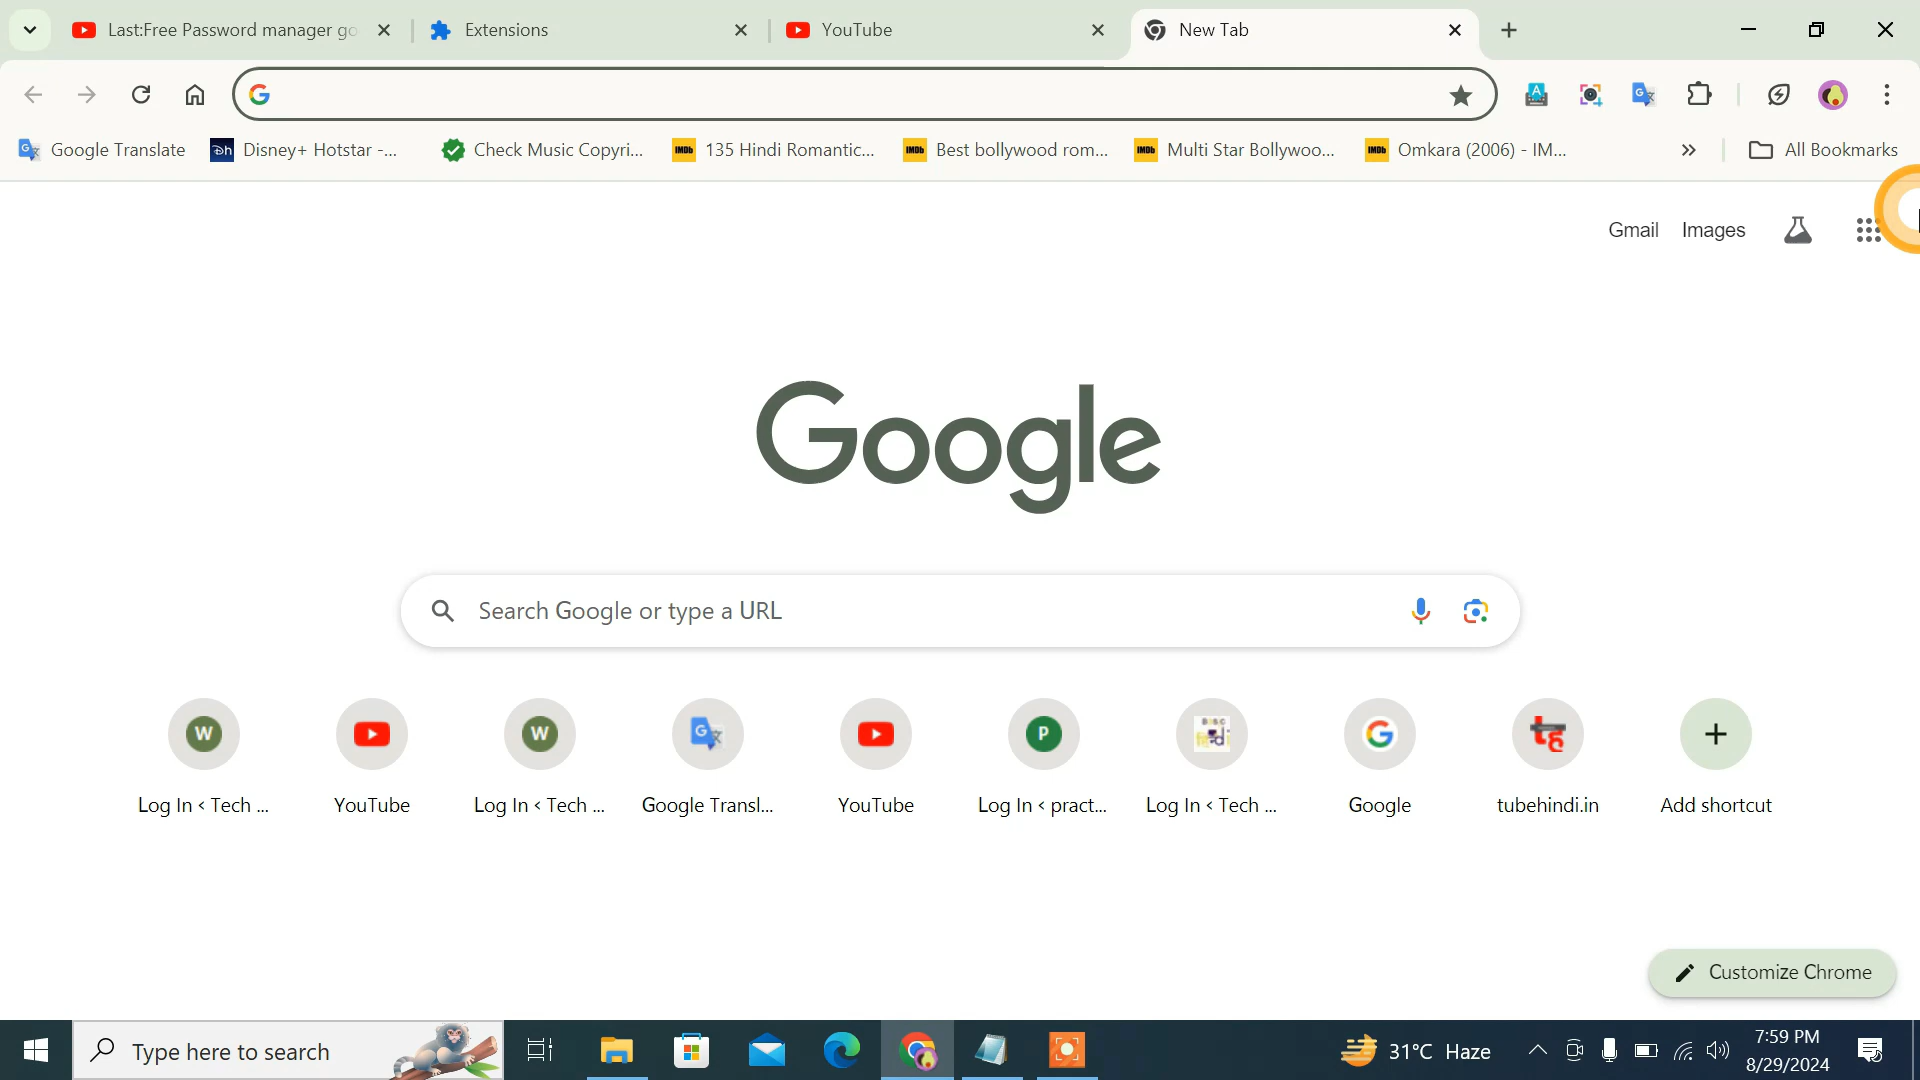 Last:Free Password manager go
Extensions
YouTube
New Tab
Google Translate
Disney+ Hotstar -...
Check Music Copyri...
135 Hindi Romantic...
Best bollywood rom...
Multi Star Bollywoo...
Omkara (2006) - IM...
All Bookmarks
Gmail
Images
Google
Search Google or type a URL
W
W
P
Log In < Tech ...
YouTube
Log In < Tech ...
Google Transl...
YouTube
Log In < pract...
Log In < Tech ...
Google
tubehindi.in
Add shortcut
Customize Chrome
Type here to search
31°C Haze
7:59 PM
8/29/2024